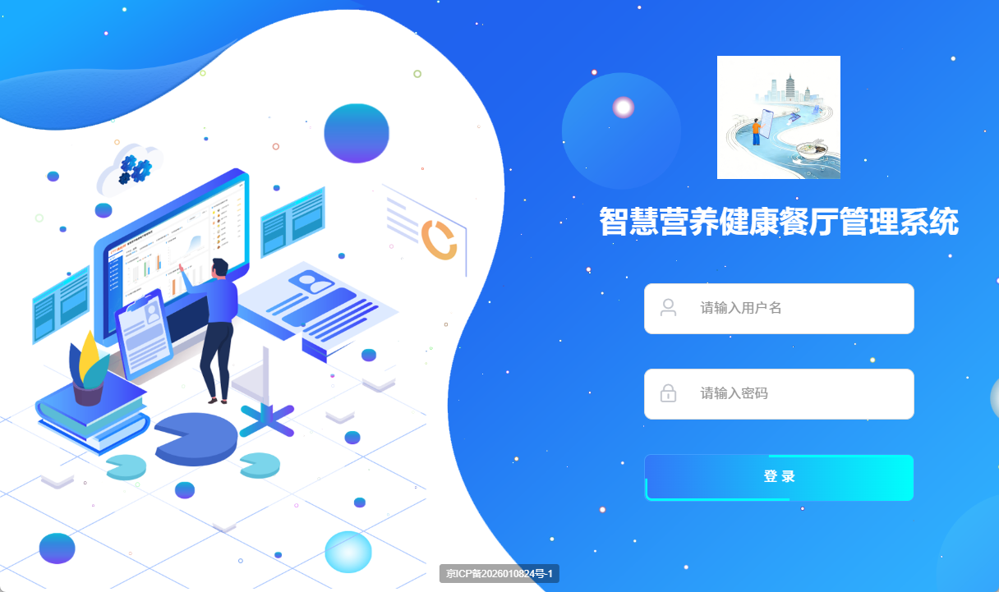 智慧营养健康餐厅管理系统
请输入用户名
请输入密码
登 录
京ICP备2026010824号-1